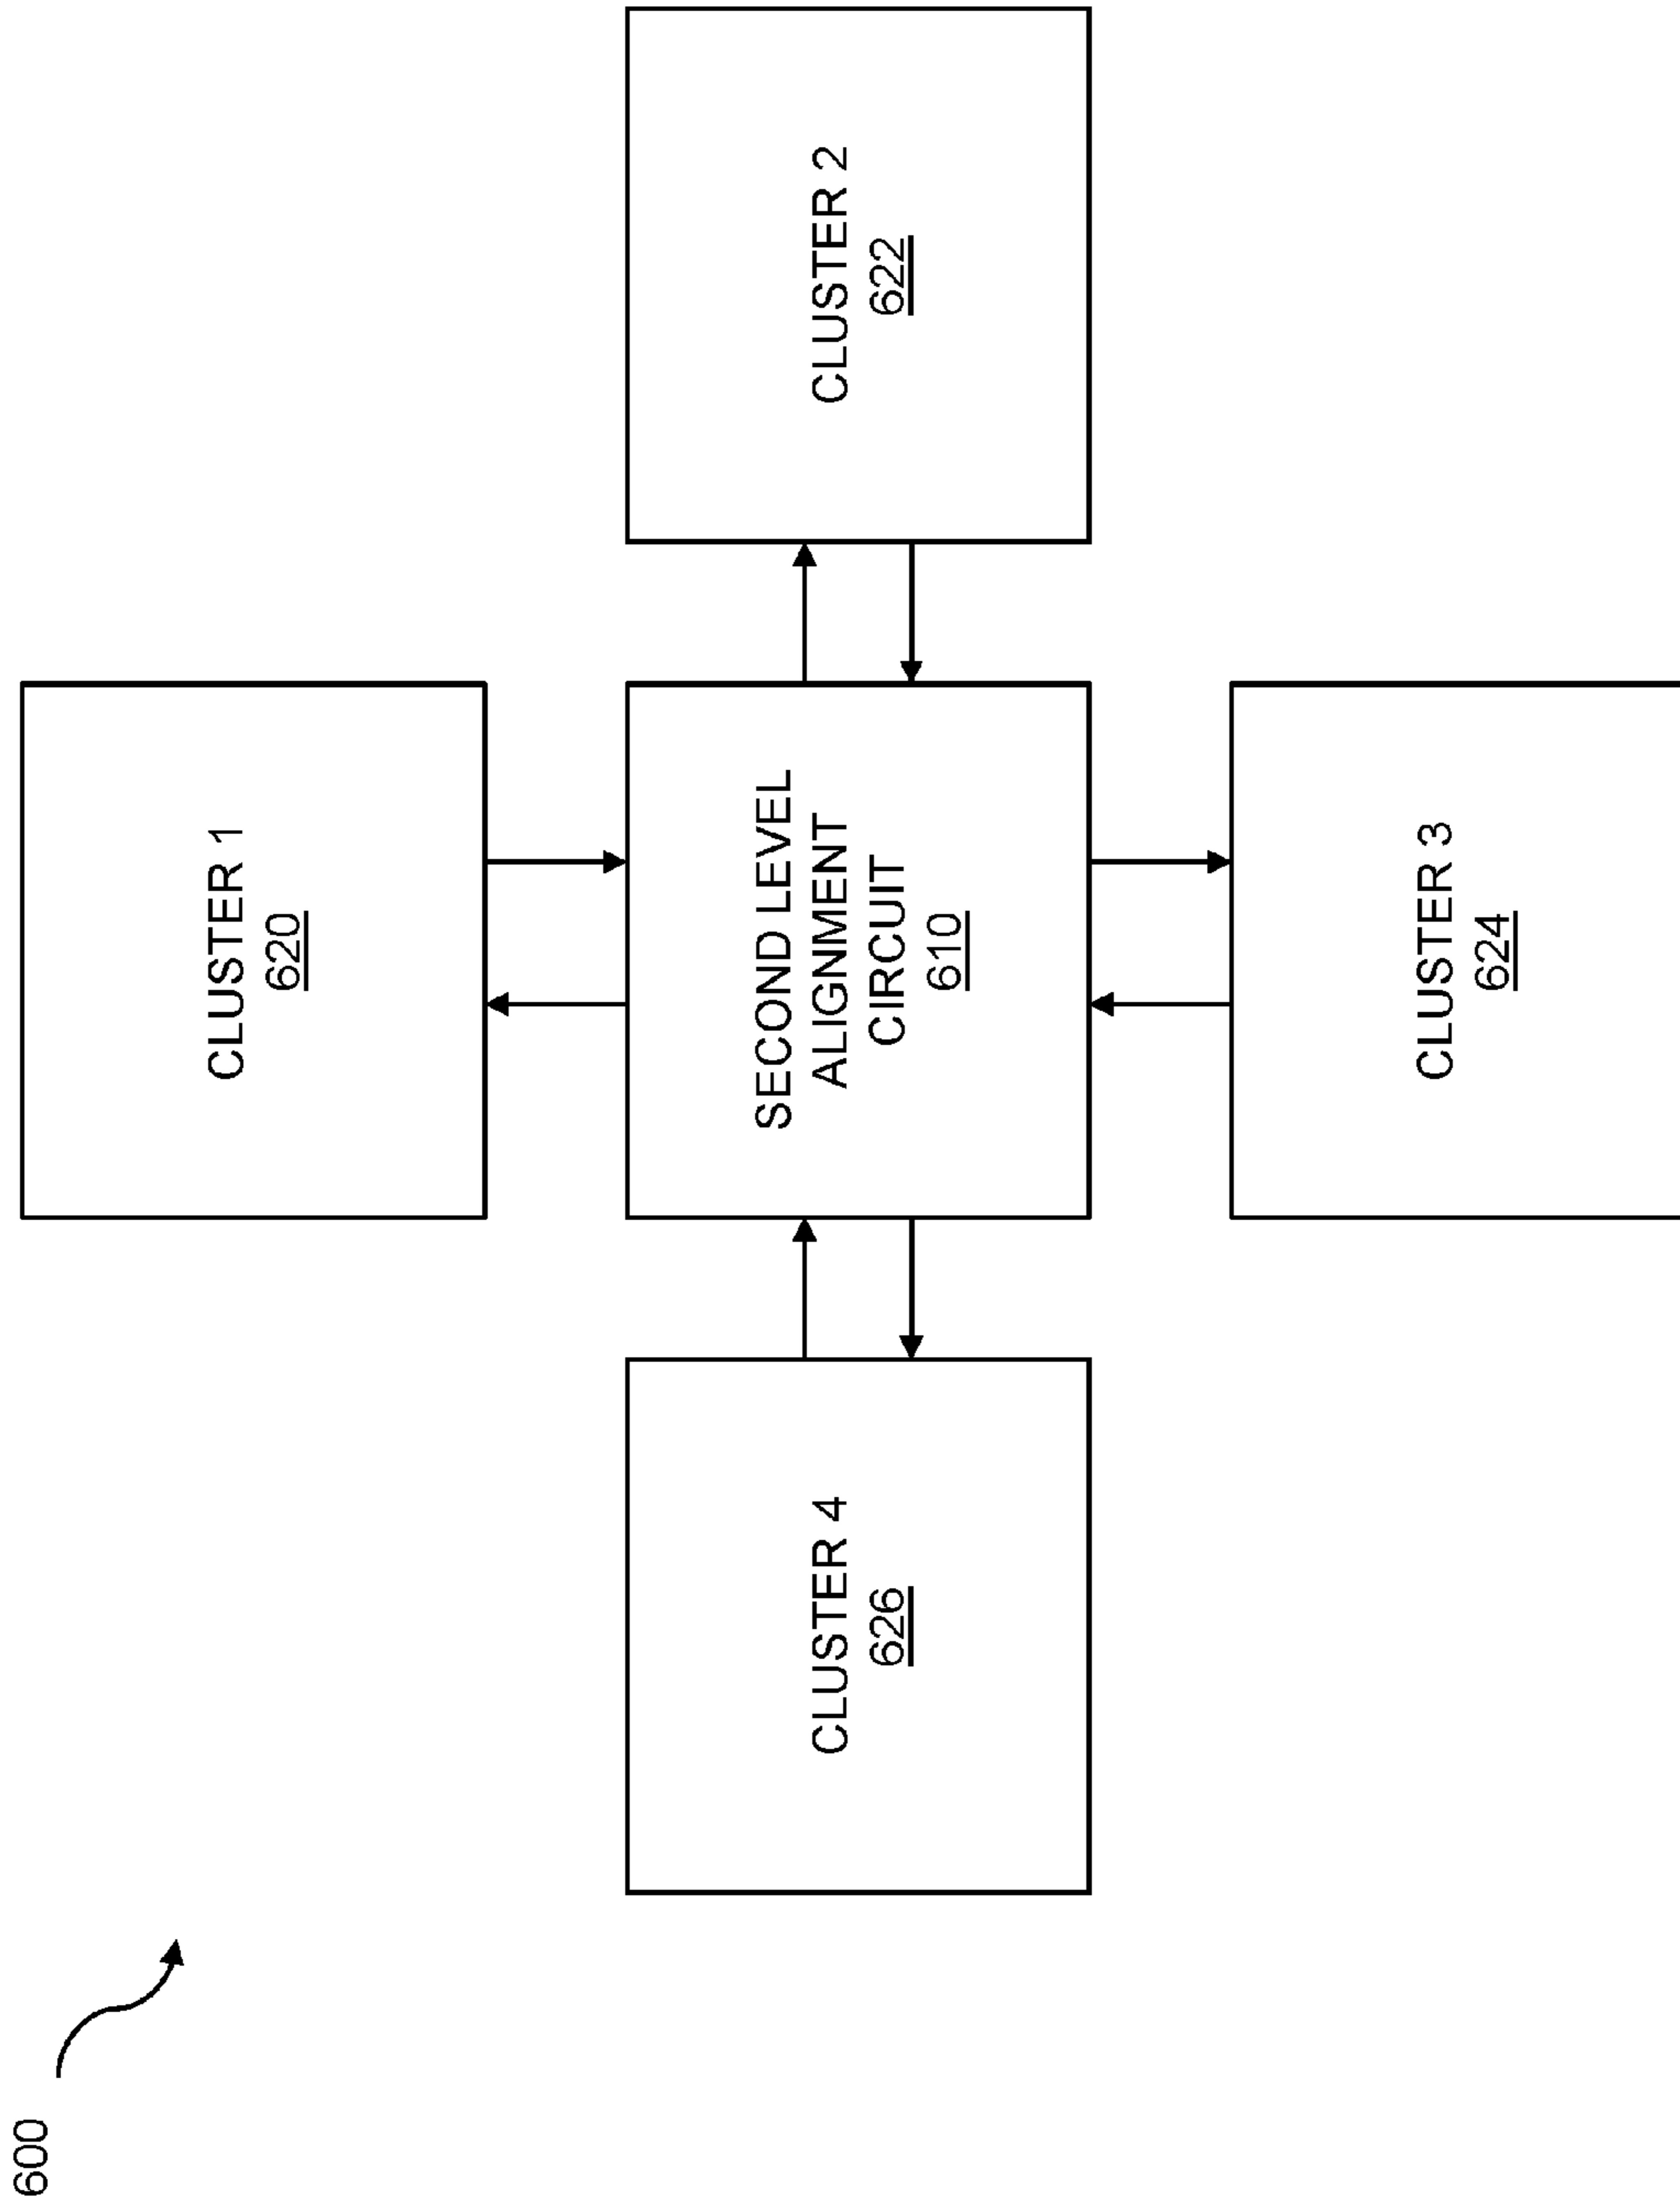 600
CLUSTER 1
620
CLUSTER 4
626
SECOND LEVEL
ALIGNMENT
CIRCUIT
610
CLUSTER 2
622
CLUSTER 3
624